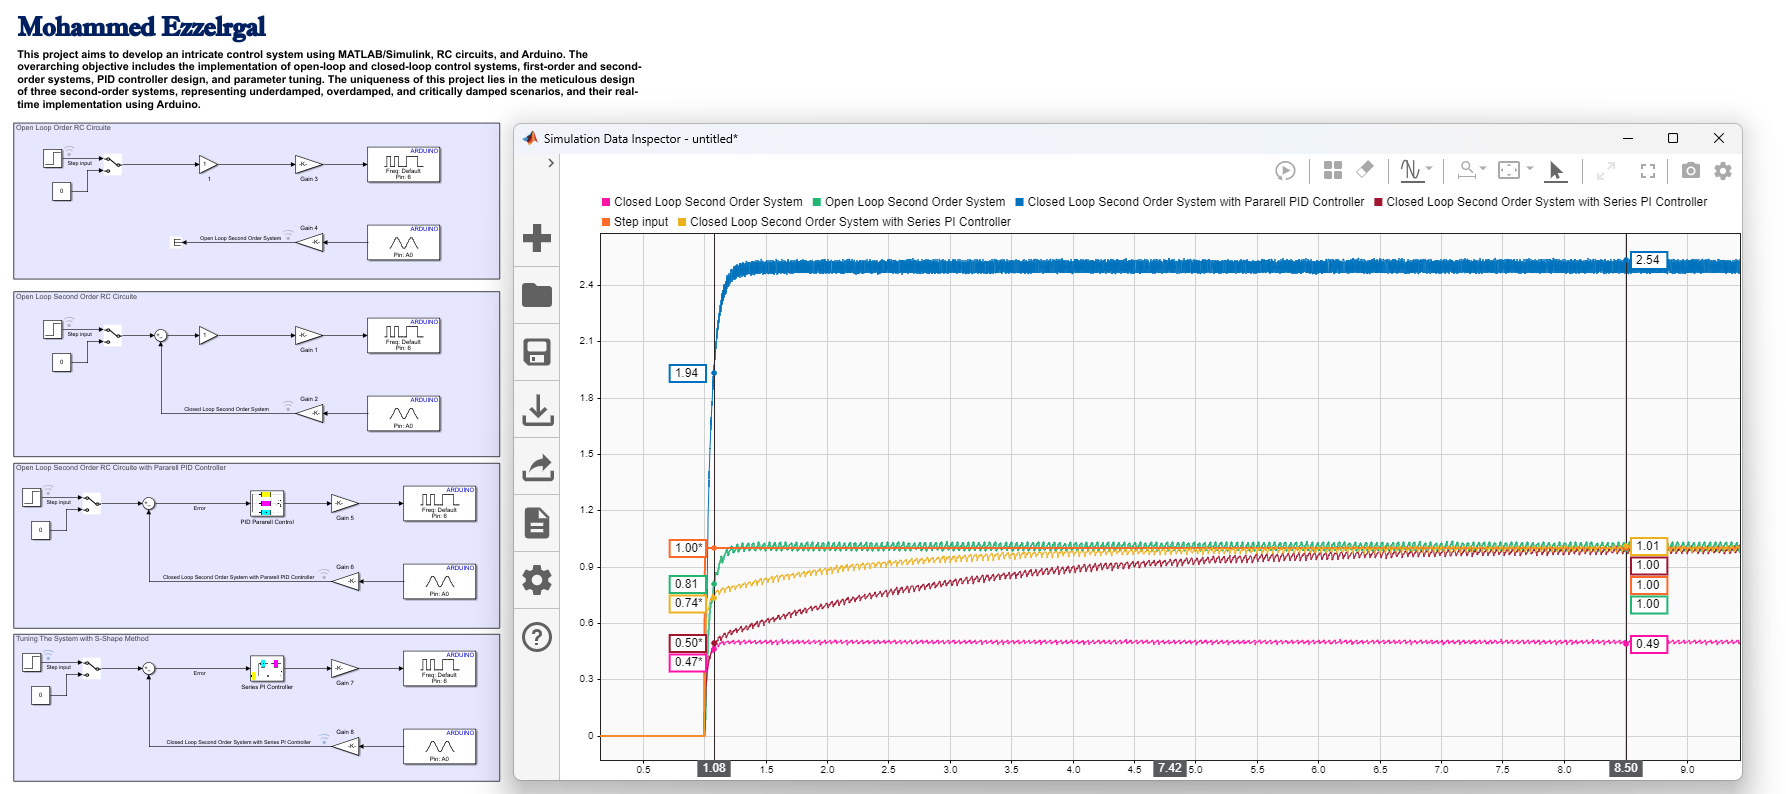 Mohammed Ezzelrgal
This project aims to develop an intricate control system using MATLAB/Simulink, RC circuits, and Arduino. The
overarching objective includes the implementation of open-loop and closed-loop control systems, first-order and second-
order systems, PID controller design, and parameter tuning. The uniqueness of this project lies in the meticulous design
of three second-order systems, representing underdamped, overdamped, and critically damped scenarios, and their real-
time implementation using Arduino.
Open Loop Order RC Circuite
Step input
0
1
1
-K-
Gain 3
ARDUINO
Freq: Default
Pin: 6
Open Loop Second Order System
Gain 4
-K-
ARDUINO
Pin: A0
Open Loop Second Order RC Circuite
Step input
0
1
-K-
Gain 1
ARDUINO
Freq: Default
Pin: 6
Closed Loop Second Order System
Gain 2
-K-
ARDUINO
Pin: A0
Open Loop Second Order RC Circuite with Pararell PID Controller
Step input
0
Error
PID Pararell Control
-K-
Gain 5
ARDUINO
Freq: Default
Pin: 6
Closed Loop Second Order System with Pararell PID Controller
Gain 6
-K-
ARDUINO
Pin: A0
Tuning The System with S-Shape Method
Step input
0
Error
Series PI Controller
-K-
Gain 7
ARDUINO
Freq: Default
Pin: 6
Closed Loop Second Order System with Series PI Controller
Gain 8
-K-
ARDUINO
Pin: A0
Simulation Data Inspector - untitled*
Closed Loop Second Order System Open Loop Second Order System Closed Loop Second Order System with Pararell PID Controller Closed Loop Second Order System with Series PI Controller
Step input Closed Loop Second Order System with Series PI Controller
2.54
2.4
2.1
1.94
1.8
1.5
1.2
1.00*
1.01
0.9
1.00
0.81
1.00
0.74*
1.00
0.6
0.50*
0.49
0.47*
0.3
0
0.5 1.08 1.5 2.0 2.5 3.0 3.5 4.0 4.5 7.42 5.0 5.5 6.0 6.5 7.0 7.5 8.0 8.50 9.0